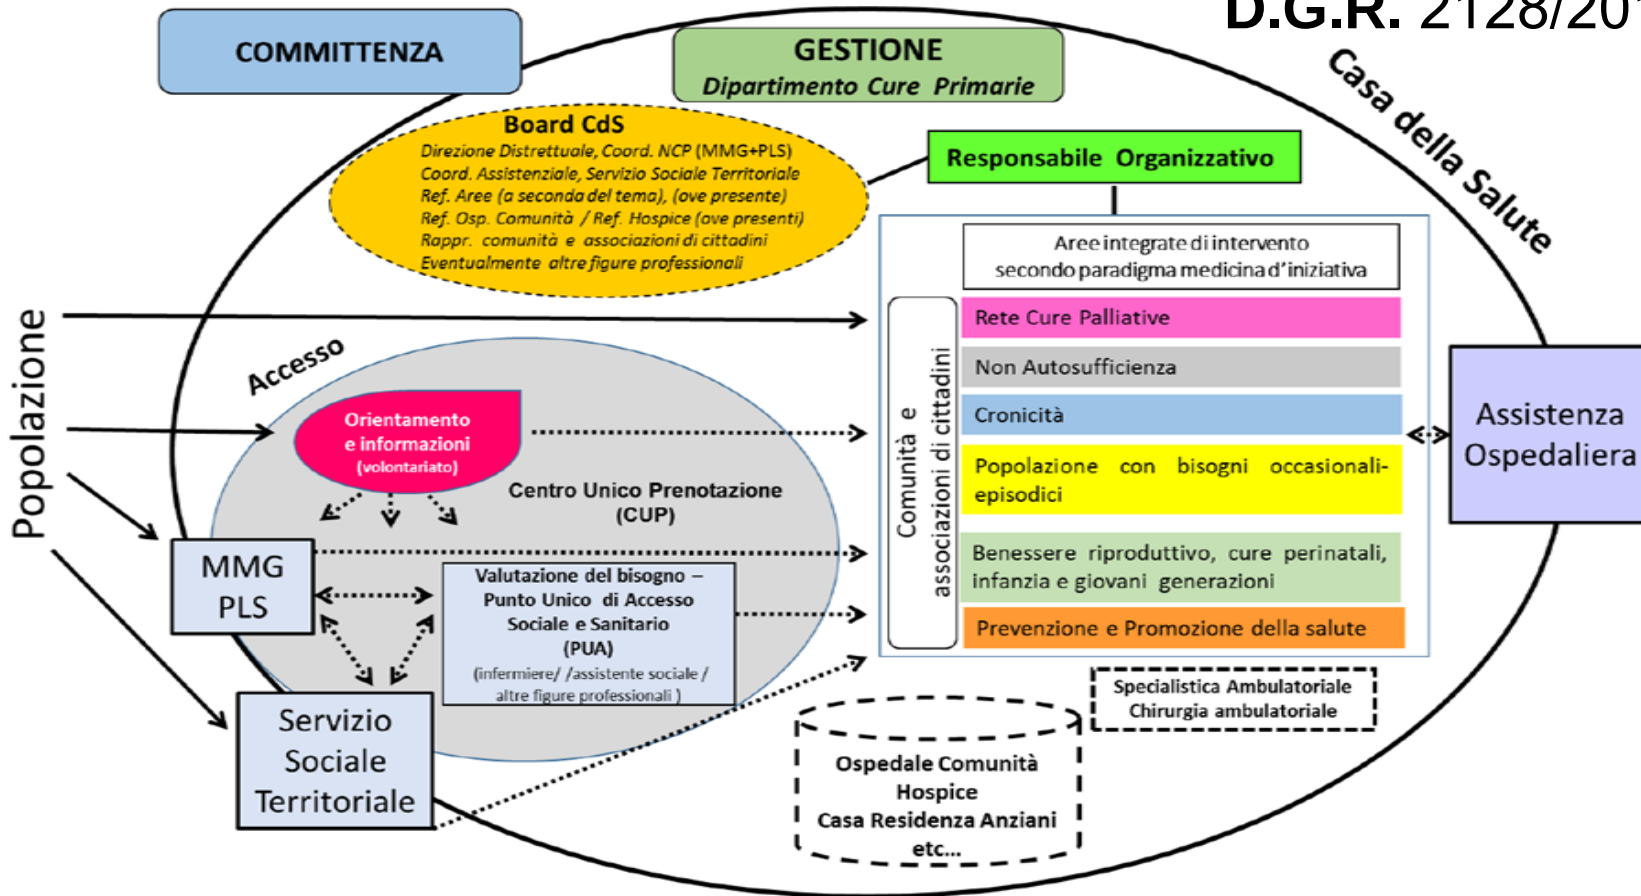 D.G.R. 2128/201
COMMITTENZA
GESTIONE
Dipartimento Cure Primarie
Casa della Salute
Board CdS
Direzione Distrettuale, Coord. NCP (MMG+PLS)
Coord. Assistenziale, Servizio Sociale Territoriale
Ref. Aree (a seconda del tema), (ove presente)
Ref. Osp. Comunità / Ref. Hospice (ove presenti)
Rappr. comunità e associazioni di cittadini
Eventualmente altre figure professionali
Responsabile Organizzativo
Aree integrate di intervento
secondo paradigma medicina d'iniziativa
Comunità e
associazioni di cittadini
Rete Cure Palliative
Non Autosufficienza
Cronicità
Popolazione con bisogni occasionali-
episodici
Benessere riproduttivo, cure perinatali,
infanzia e giovani generazioni
Prevenzione e Promozione della salute
Assistenza
Ospedaliera
Popolazione
Accesso
Orientamento
e informazioni
(volontariato)
Centro Unico Prenotazione
(CUP)
MMG
PLS
Valutazione del bisogno –
Punto Unico di Accesso
Sociale e Sanitario
(PUA)
(infermiere/ /assistente sociale /
altre figure professionali )
Servizio
Sociale
Territoriale
Specialistica Ambulatoriale
Chirurgia ambulatoriale
Ospedale Comunità
Hospice
Casa Residenza Anziani
etc...